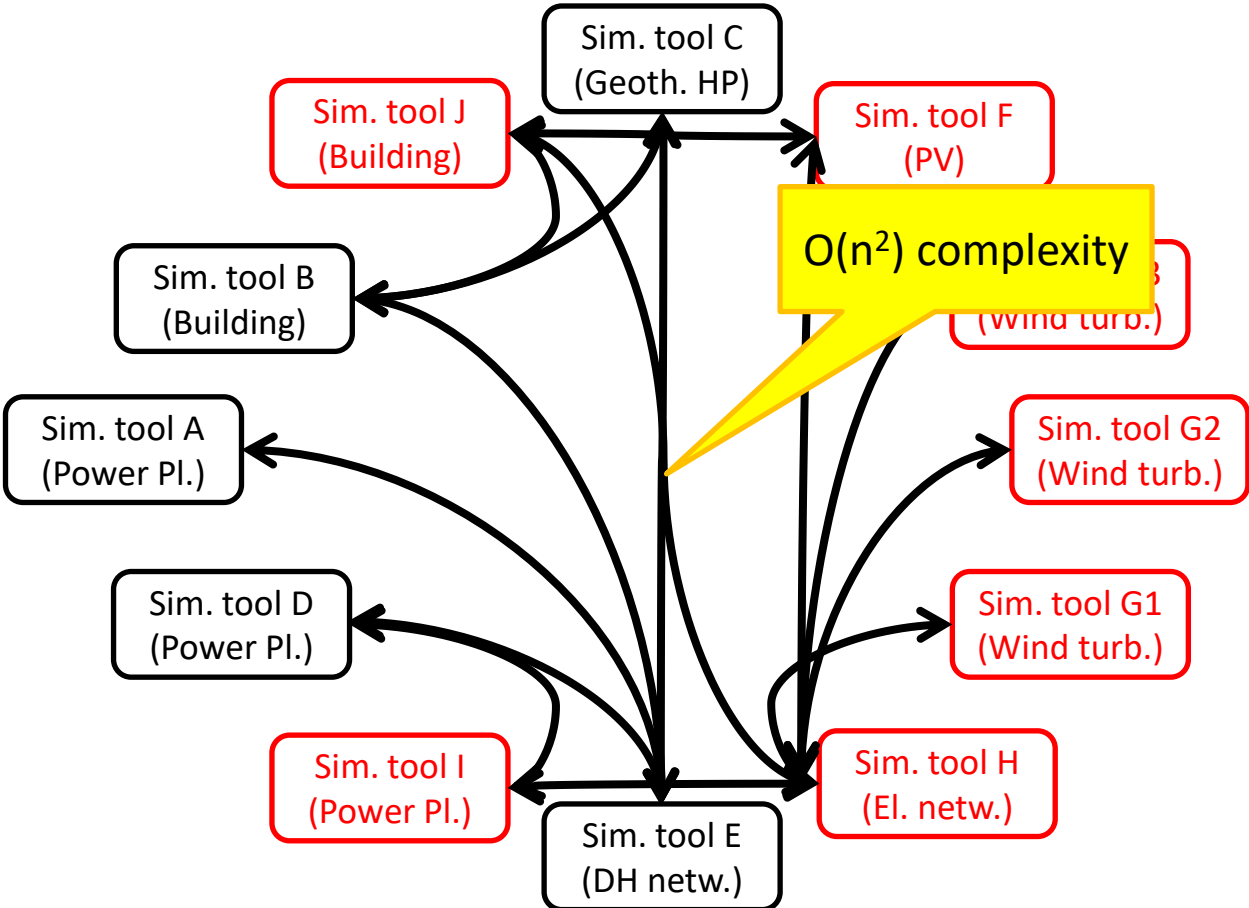 Sim. tool C
(Geoth. HP)
Sim. tool J
(Building)
Sim. tool F
(PV)
O(n²) complexity
Sim. tool B
(Building)
(Wind turb.)
Sim. tool A
(Power Pl.)
Sim. tool G2
(Wind turb.)
Sim. tool D
(Power Pl.)
Sim. tool G1
(Wind turb.)
Sim. tool I
(Power Pl.)
Sim. tool H
(El. netw.)
Sim. tool E
(DH netw.)